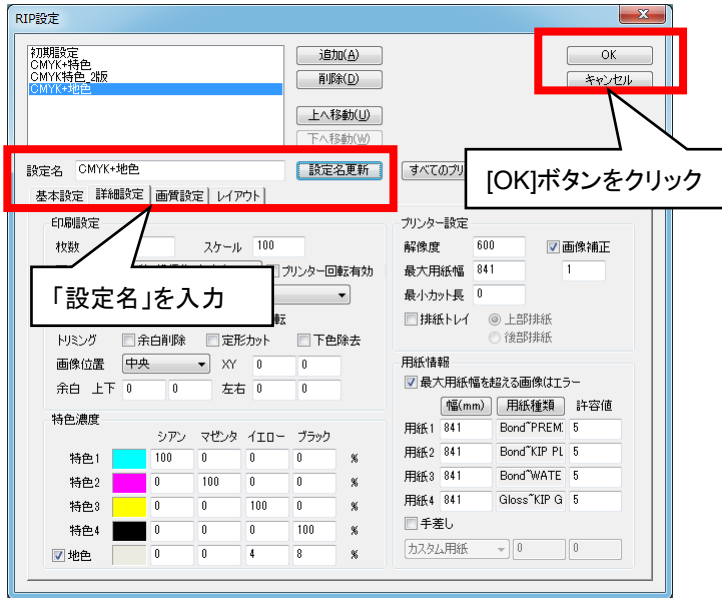 RIP設定
初期設定
CMYK+特色
CMYK特色_2版
CMYK+地色
追加(A)
削除(D)
上へ移動(U)
下へ移動(W)
OK
キャンセル
設定名 CMYK+地色 設定名更新 すべてのプリ
[OK]ボタンをクリック
基本設定 詳細設定 画質設定 レイアウト
印刷設定
枚数 スケール 100
プリンター回転有効
「設定名」を入力
トリミング 余白削除 定形カット 下色除去
画像位置 中央 XY 0 0
余白 上下 0 0 左右 0 0
特色濃度
シアン マゼンタ イエロー ブラック
特色1 100 0 0 0 %
特色2 0 100 0 0 %
特色3 0 0 100 0 %
特色4 0 0 0 100 %
地色 0 0 4 8 %
プリンター設定
解像度 600 画像補正
最大用紙幅 841 1
最小カット長 0
排紙トレイ 上部排紙
後部排紙
用紙情報
最大用紙幅を超える画像はエラー
幅(mm) 用紙種類 許容値
用紙1 841 Bond~PREM 5
用紙2 841 Bond~KIP PL 5
用紙3 841 Bond~WATE 5
用紙4 841 Gloss~KIP G 5
手差し
カスタム用紙 0 0